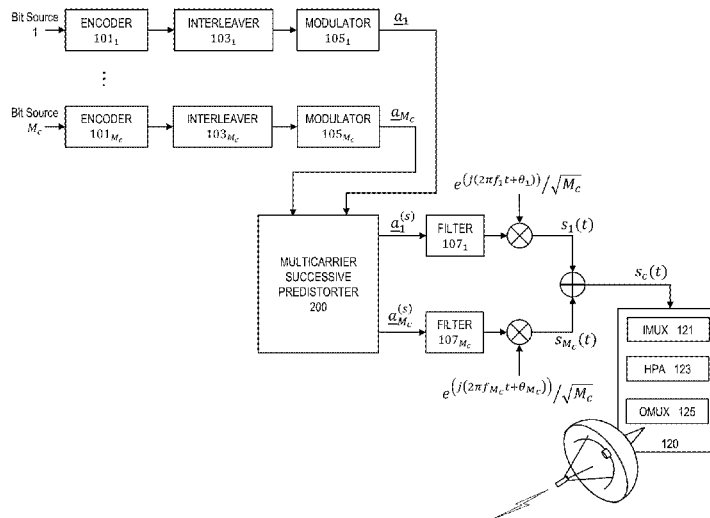 Bit Source
1
ENCODER
101₁
INTERLEAVER
103₁
MODULATOR
105₁
a₁
⋮
Bit Source
M_c
ENCODER
101_{M_c}
INTERLEAVER
103_{M_c}
MODULATOR
105_{M_c}
a_{M_c}
e^{(j(2πf₁t+θ₁))}/√M_c
MULTICARRIER
SUCCESSIVE
PREDISTORTER
200
a₁^{(s)}
FILTER
107₁
s₁(t)
s_c(t)
a_{M_c}^{(s)}
FILTER
107_{M_c}
s_{M_c}(t)
e^{(j(2πf_{M_c}t+θ_{M_c}))}/√M_c
IMUX 121
HPA 123
OMUX 125
120